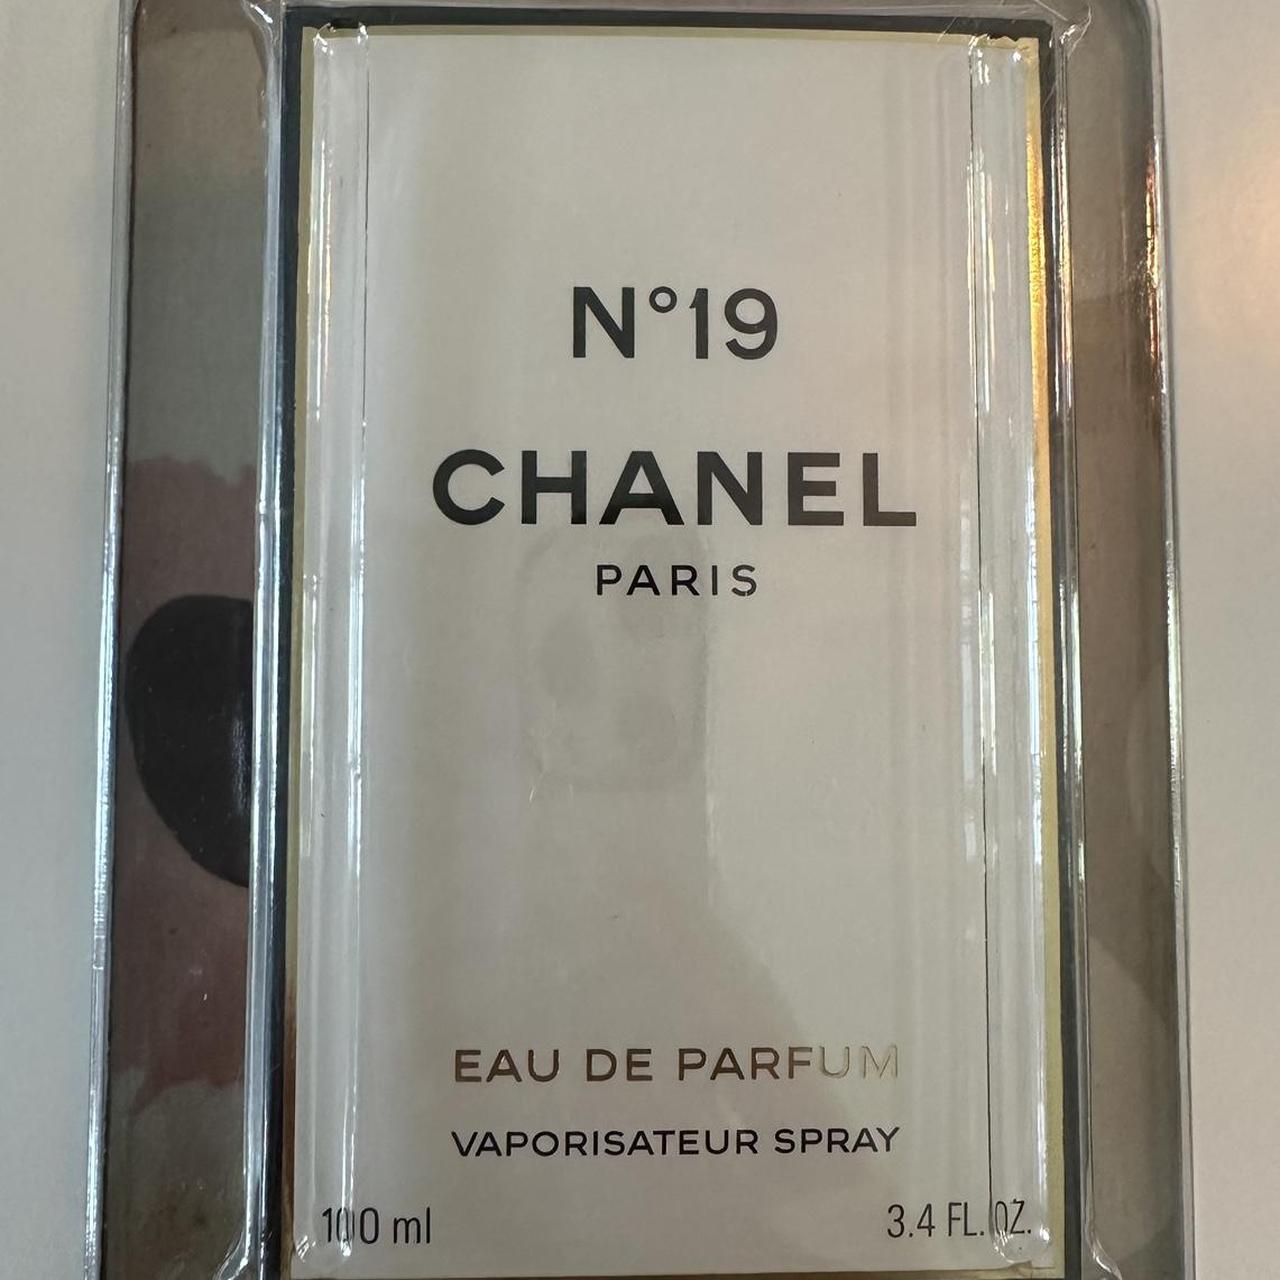 N°19
CHANEL
PARIS
EAU DE PARFUM
VAPORISATEUR SPRAY
100 ml 3.4 FL. OZ.